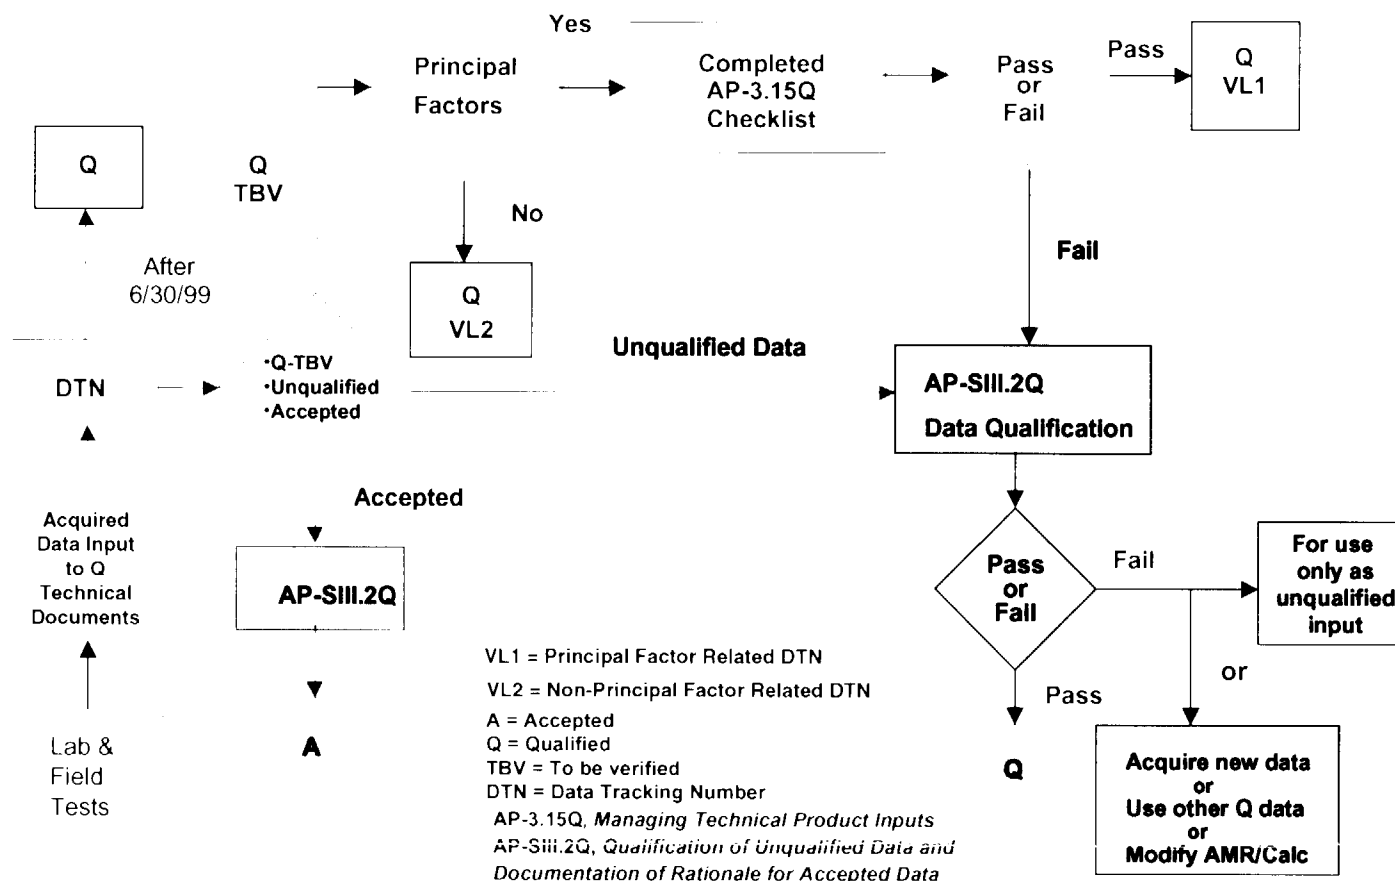 Yes
Principal
Factors
Completed
AP-3.15Q
Checklist
Pass
or
Fail
Pass
Q
VL1
Q
Q
TBV
No
After
6/30/99
Q
VL2
Fail
Unqualified Data
DTN
•Q-TBV
•Unqualified
•Accepted
AP-SIII.2Q
Data Qualification
Accepted
Acquired
Data Input
to Q
Technical
Documents
AP-SIII.2Q
Pass
or
Fail
Fail
For use
only as
unqualified
input
or
Pass
Lab &
Field
Tests
A
VL1 = Principal Factor Related DTN
VL2 = Non-Principal Factor Related DTN
A = Accepted
Q = Qualified
TBV = To be verified
DTN = Data Tracking Number
AP-3.15Q, Managing Technical Product Inputs
AP-SIII.2Q, Qualification of Unqualified Data and
Documentation of Rationale for Accepted Data
Q
Acquire new data
or
Use other Q data
or
Modify AMR/Calc